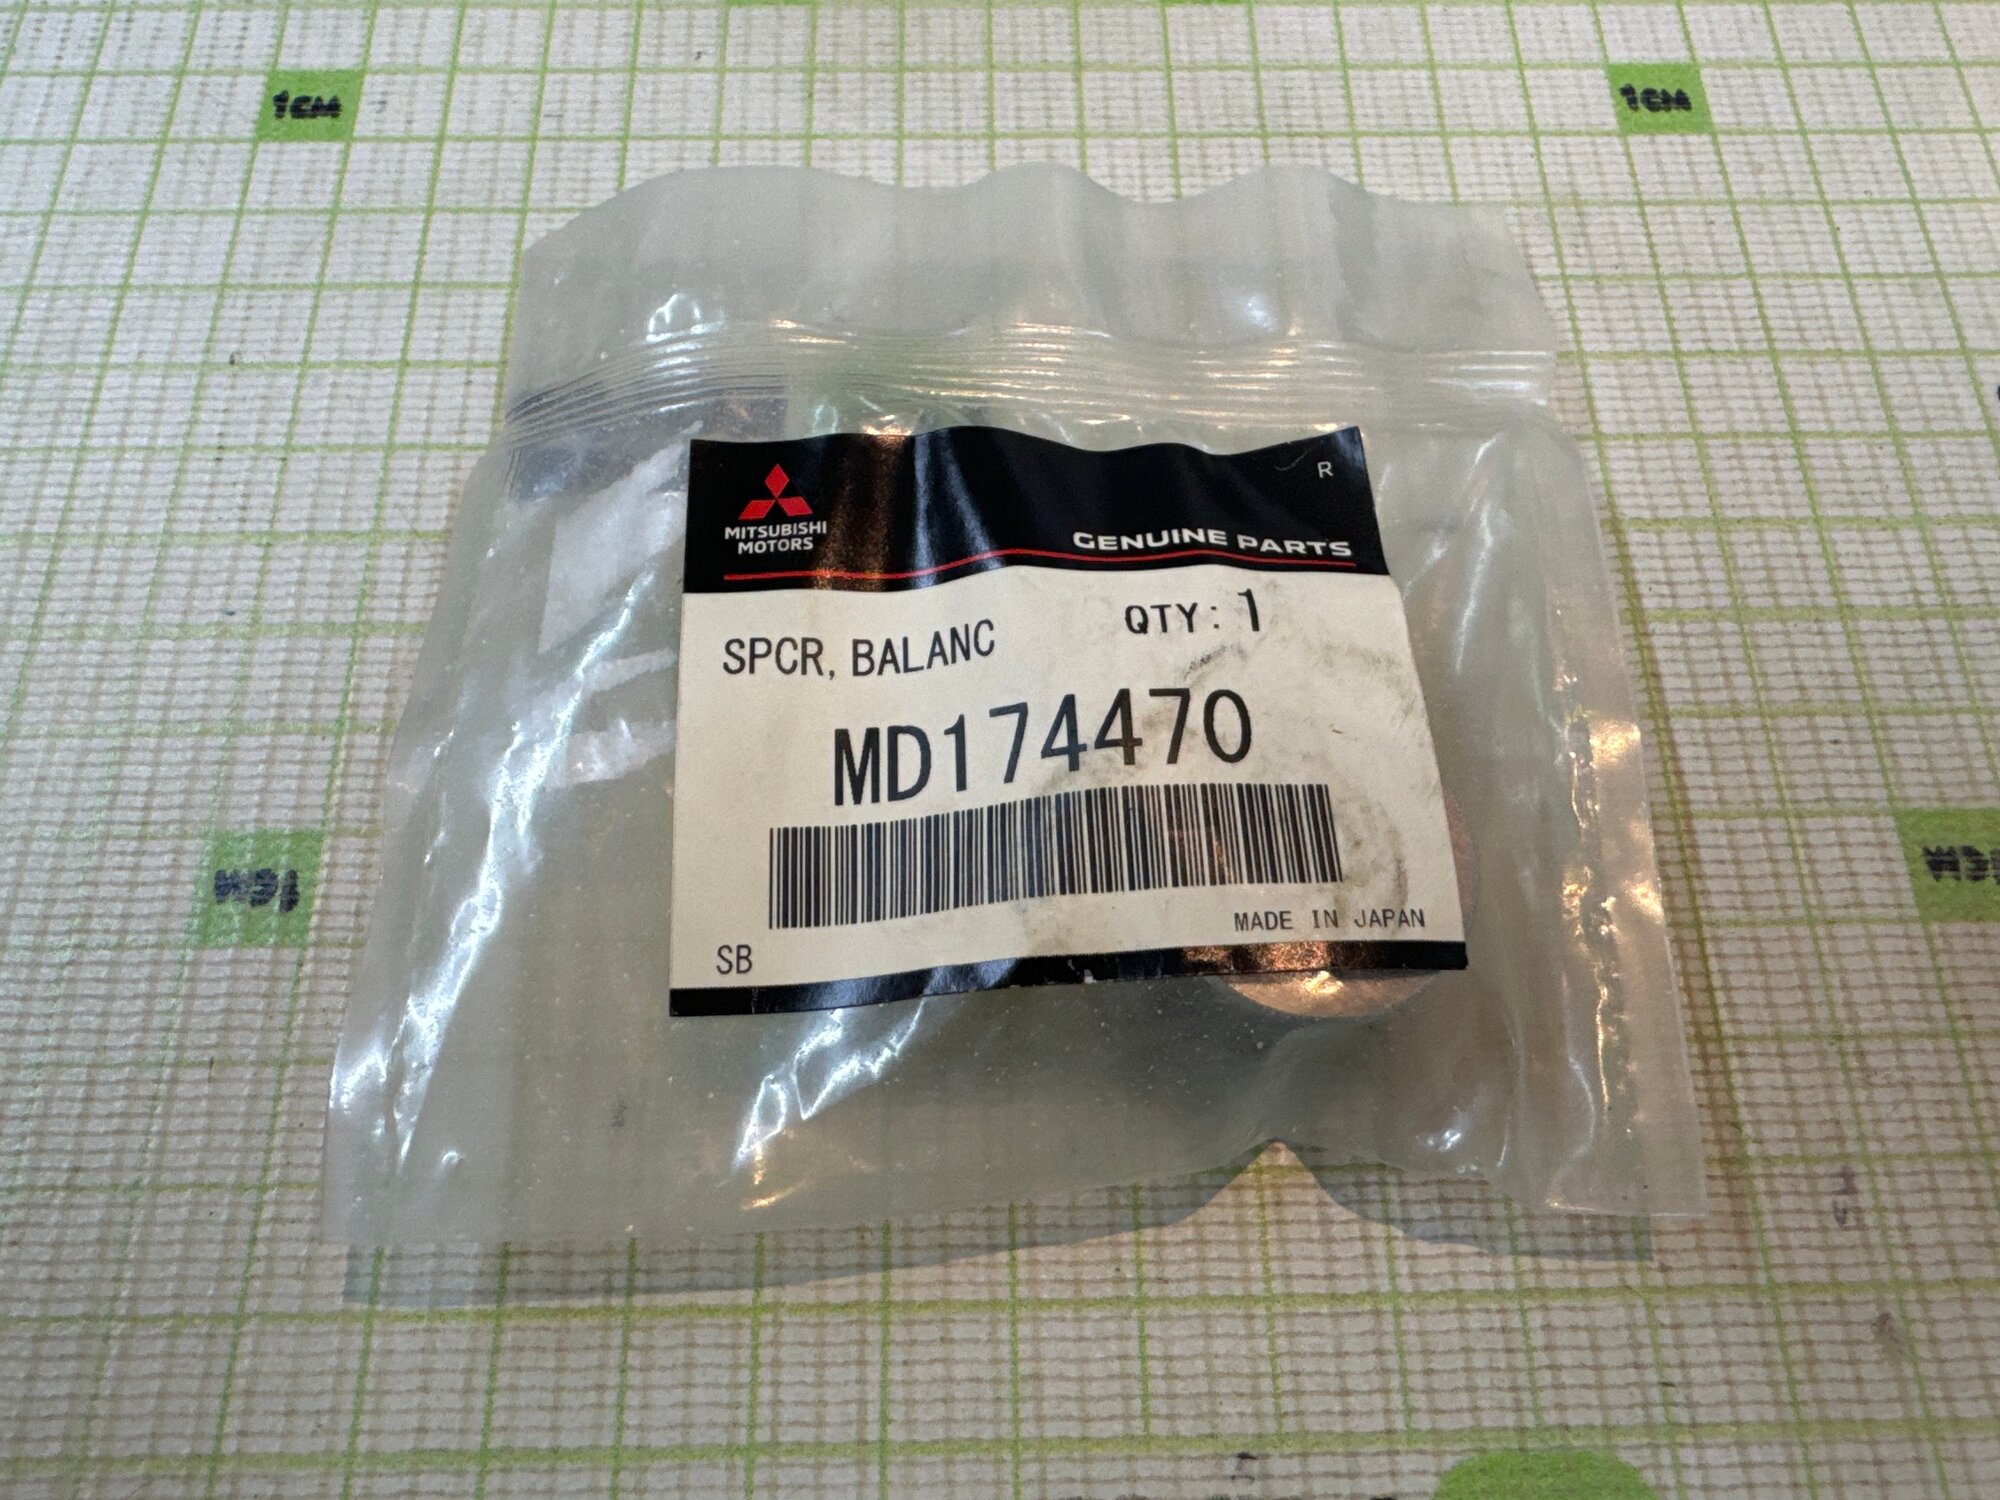 1CM
1CM
R
MITSUBISHI
MOTORS
GENUINE PARTS
QTY: 1
SPCR, BALANC
MD174470
MADE IN JAPAN
SB
1CM
1CM